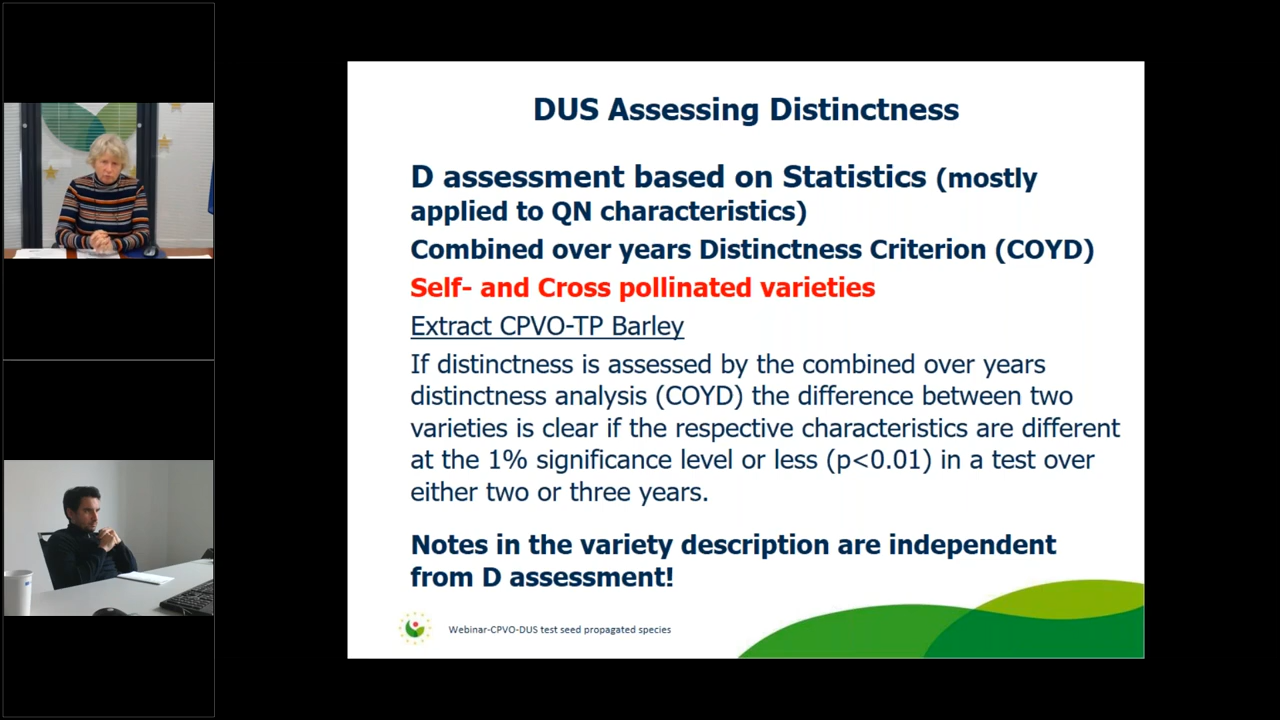 DUS Assessing Distinctness
D assessment based on Statistics (mostly
applied to QN characteristics)
Combined over years Distinctness Criterion (COYD)
Self- and Cross pollinated varieties
Extract CPVO-TP Barley
If distinctness is assessed by the combined over years
distinctness analysis (COYD) the difference between two
varieties is clear if the respective characteristics are different
at the 1% significance level or less (p<0.01) in a test over
either two or three years.
Notes in the variety description are independent
from D assessment!
Webinar-CPVO-DUS test seed propagated species